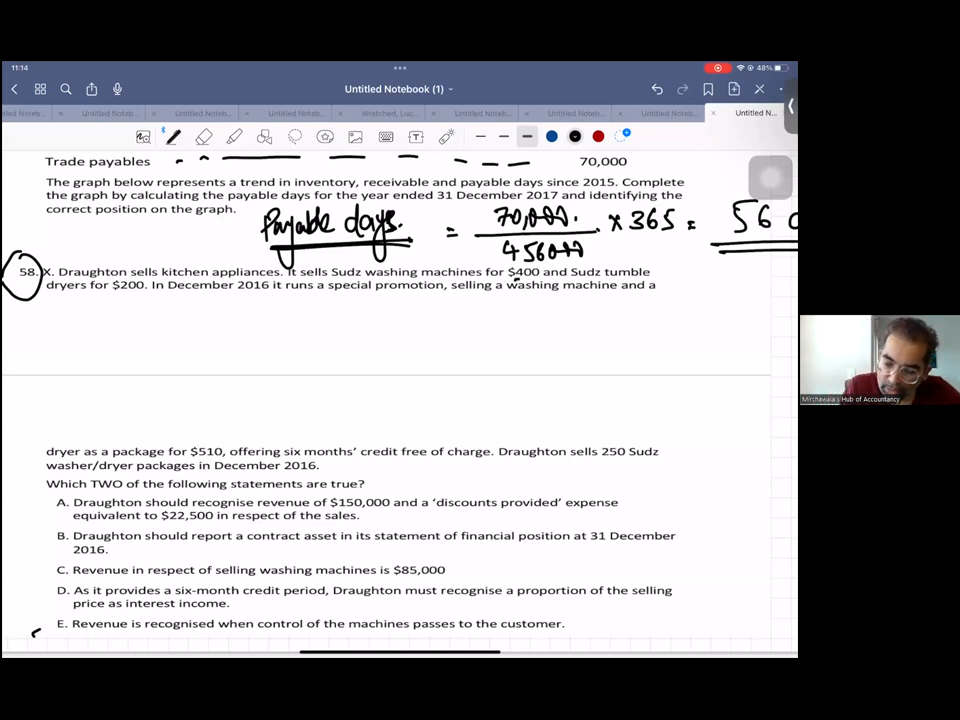 11:14
48%
Untitled Notebook (1)
Untitled Noteb...
Untitled Noteb...
Untitled Noteb...
Untitled Noteb...
Wretched, Luc...
Untitled Noteb...
Untitled Noteb...
Untitled N...
Trade payables 70,000
The graph below represents a trend in inventory, receivable and payable days since 2015. Complete
the graph by calculating the payable days for the year ended 31 December 2017 and identifying the
correct position on the graph.
Payable days. = 70,000. x 365 = 56
456000
58. X. Draughton sells kitchen appliances. It sells Sudz washing machines for $400 and Sudz tumble
dryers for $200. In December 2016 it runs a special promotion, selling a washing machine and a
dryer as a package for $510, offering six months' credit free of charge. Draughton sells 250 Sudz
washer/dryer packages in December 2016.
Which TWO of the following statements are true?
A. Draughton should recognise revenue of $150,000 and a 'discounts provided' expense
equivalent to $22,500 in respect of the sales.
B. Draughton should report a contract asset in its statement of financial position at 31 December
2016.
C. Revenue in respect of selling washing machines is $85,000
D. As it provides a six-month credit period, Draughton must recognise a proportion of the selling
price as interest income.
E. Revenue is recognised when control of the machines passes to the customer.
Mirchawala's Hub of Accountancy